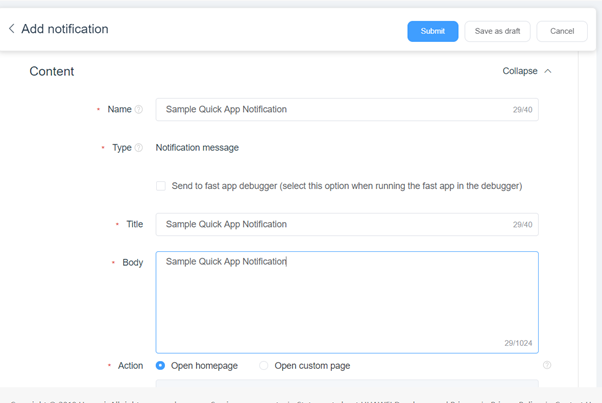 Add notification
Submit
Save as draft
Cancel
Content
Collapse
* Name
Sample Quick App Notification
29/40
* Type
Notification message
Send to fast app debugger (select this option when running the fast app in the debugger)
* Title
Sample Quick App Notification
29/40
* Body
Sample Quick App Notification
29/1024
* Action
Open homepage
Open custom page